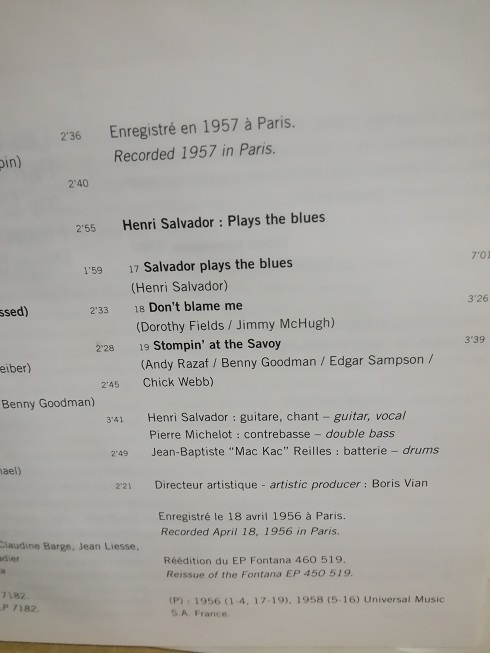 2'36
Enregistré en 1957 à Paris.
Recorded 1957 in Paris.
pin)
2'40
2'55
Henri Salvador : Plays the blues
1'59
17 Salvador plays the blues 7'01
(Henri Salvador)
ssed) 2'33
18 Don't blame me 3'26
(Dorothy Fields / Jimmy McHugh)
2'28
19 Stompin' at the Savoy 3'39
eiber)
(Andy Razaf / Benny Goodman / Edgar Sampson /
2'45
Chick Webb)
Benny Goodman)
3'41
Henri Salvador : guitare, chant – guitar, vocal
Pierre Michelot : contrebasse – double bass
2'49
Jean-Baptiste "Mac Kac" Reilles : batterie – drums
ael)
2'21
Directeur artistique - artistic producer : Boris Vian
Enregistré le 18 avril 1956 à Paris.
Recorded April 18, 1956 in Paris.
Claudine Barge, Jean Liesse,
dier
Réédition du EP Fontana 460 519.
Reissue of the Fontana EP 450 519.
7182.
P 7182.
(P) : 1956 (1-4, 17-19), 1958 (5-16) Universal Music
S.A. France.